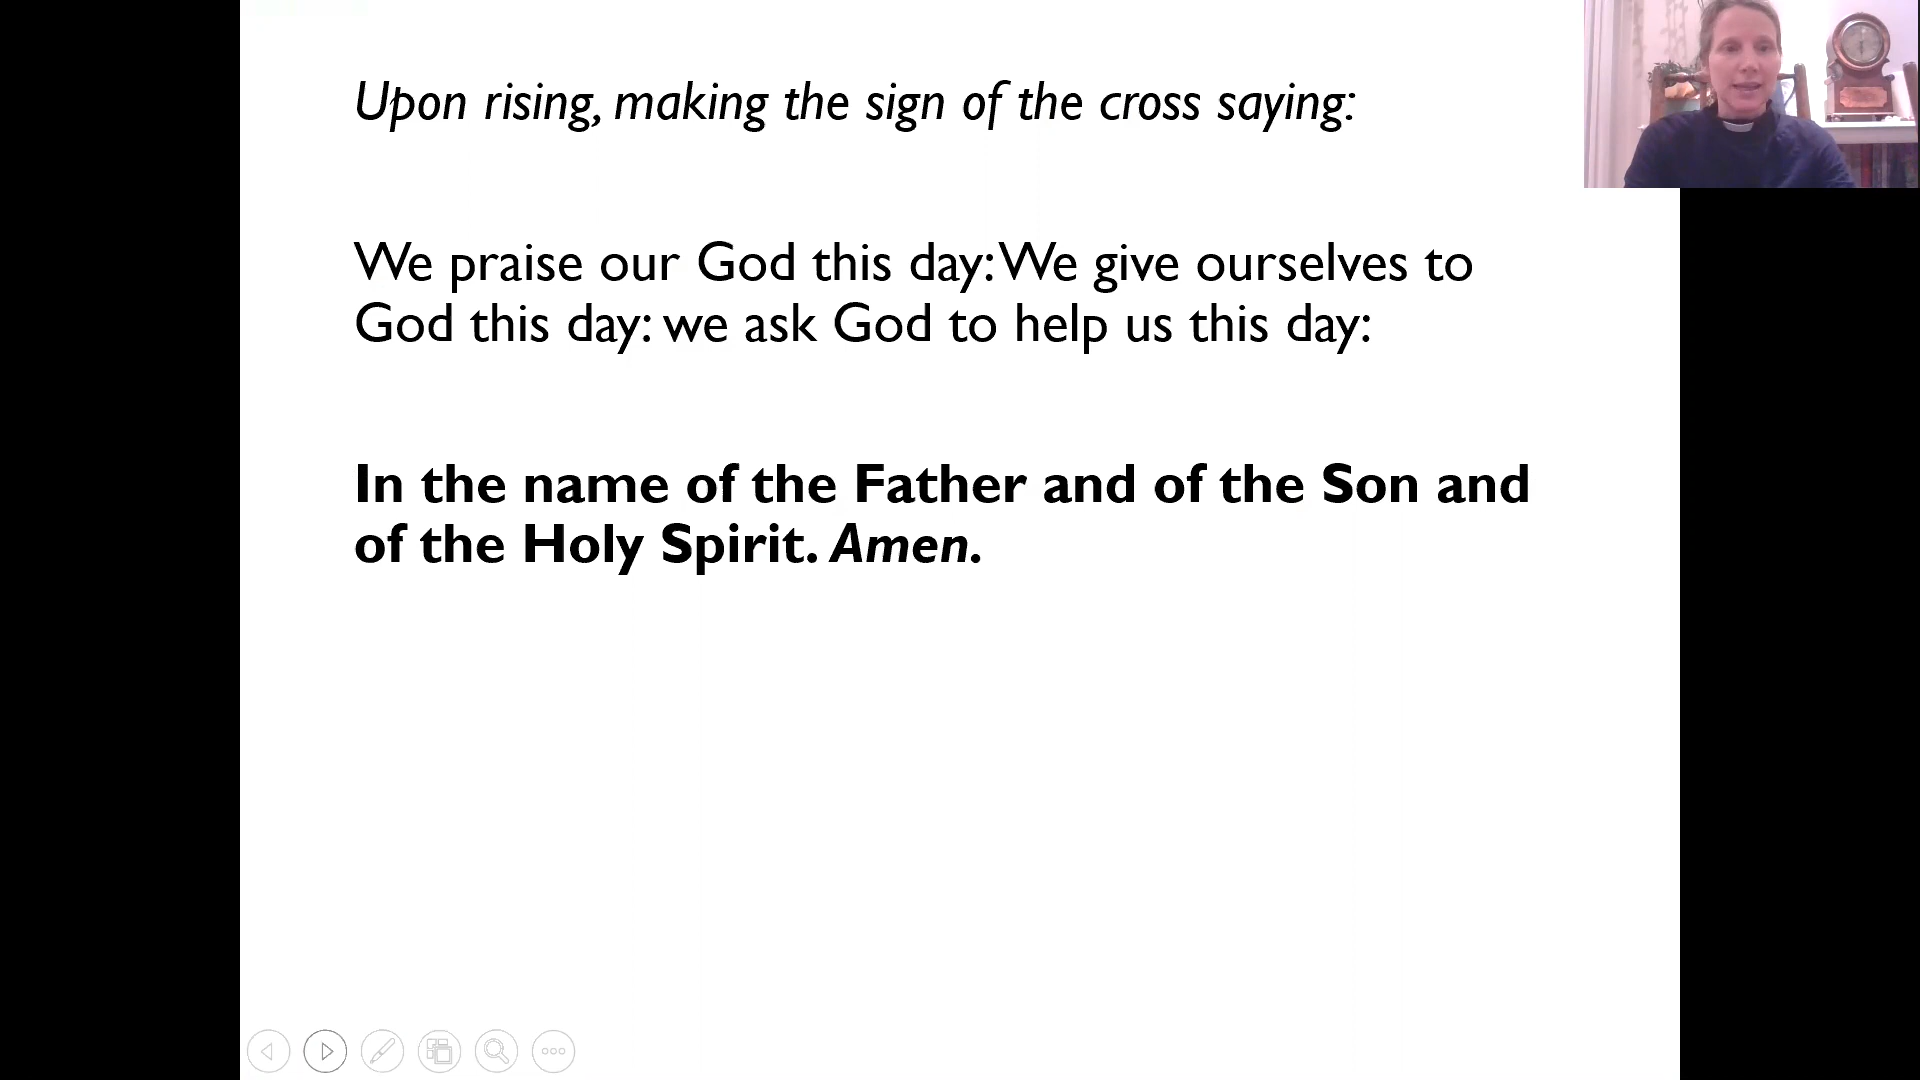 Upon rising, making the sign of the cross saying:
We praise our God this day: We give ourselves to
God this day: we ask God to help us this day:
In the name of the Father and of the Son and
of the Holy Spirit. Amen.